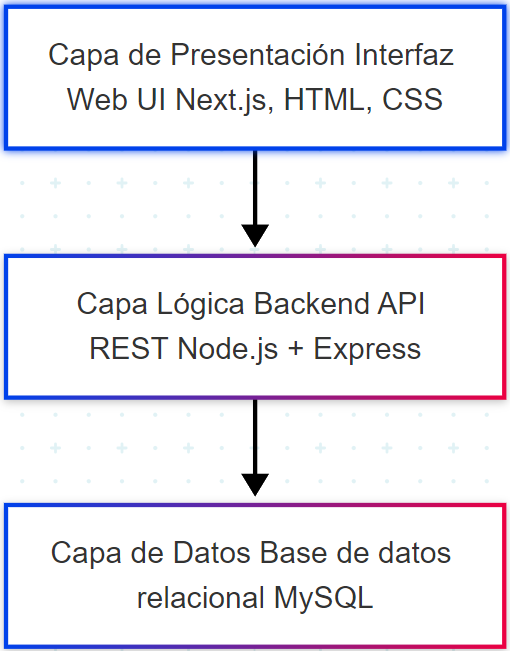 Capa de Presentación Interfaz
Web UI Next.js, HTML, CSS
Capa Lógica Backend API
REST Node.js + Express
Capa de Datos Base de datos
relacional MySQL